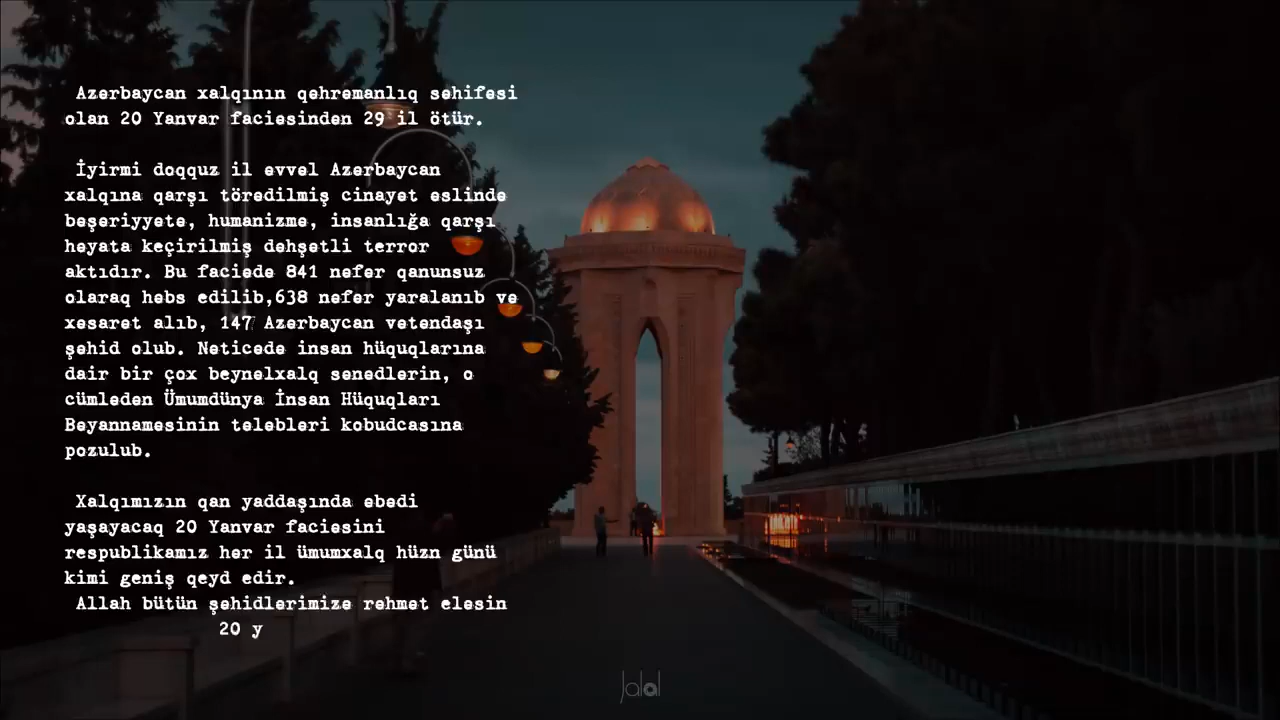 Azerbaycan xalqının qehremanlıq sehifesi
olan 20 Yanvar faciesinden 29 il ötür.
İyirmi doqquz il evvel Azerbaycan
xalqına qarşı töredilmiş cinayet eslinde
beşeriyyete, humanizme, insanlığa qarşı
heyata keçirilmiş dehşetli terror
aktıdır. Bu faciede 841 nefer qanunsuz
olaraq hebs edilib,638 nefer yaralanıb ve
xesaret alıb, 147 Azerbaycan vetendaşı
şehid olub. Neticede insan hüquqlarına
dair bir çox beynelxalq senedlerin, o
cümleden Ümumdünya İnsan Hüquqları
Beyannamesinin telebleri kobudcasına
pozulub.
Xalqımızın qan yaddaşında ebedi
yaşayacaq 20 Yanvar faciesini
respublikamız her il ümumxalq hüzn günü
kimi geniş qeyd edir.
Allah bütün şehidlerimize rehmet elesin
20 y
Jalal